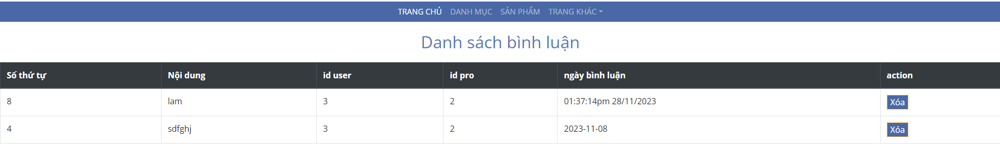 TRANG CHỦ DANH MỤC SẢN PHẨM TRANG KHÁC
Danh sách bình luận
Số thứ tự Nội dung id user id pro ngày bình luận action
8 lam 3 2 01:37:14pm 28/11/2023 Xóa
4 sdfghj 3 2 2023-11-08 Xóa